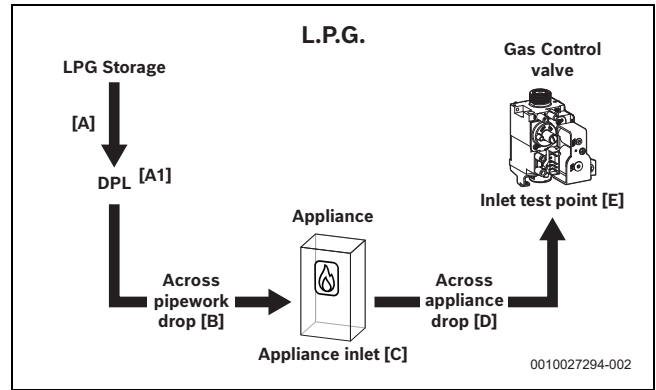 L.P.G.
LPG Storage
[A]
DPL [A1]
Across
pipework
drop [B]
Appliance
Appliance inlet [C]
Across
appliance
drop [D]
Gas Control
valve
Inlet test point [E]
0010027294-002